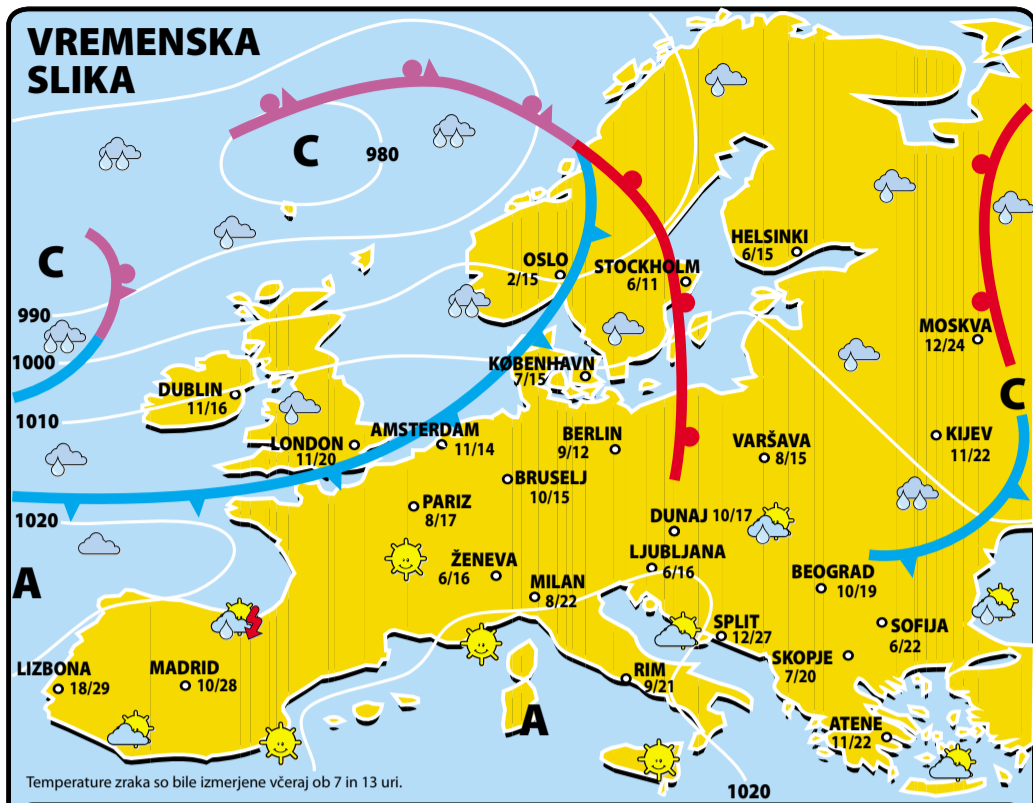 VREMENSKA
SLIKA
C
980
C
HELSINKI
6/15
OSLO
2/15
STOCKHOLM
6/11
990
MOSKVA
12/24
1000
KØBENHAVN
7/15
DUBLIN
11/16
C
1010
LONDON
11/20
AMSTERDAM
11/14
BERLIN
9/12
VARŠAVA
8/15
KIJEV
11/22
BRUSELJ
10/15
PARIZ
8/17
1020
DUNAJ 10/17
LJUBLJANA
6/16
ŽENEVA
6/16
A
MILAN
8/22
BEOGRAD
10/19
SPLIT
12/27
SOFIJA
6/22
LIZBONA
18/29
MADRID
10/28
RIM
9/21
SKOPJE
7/20
A
ATENE
11/22
Temperature zraka so bile izmerjene včeraj ob 7 in 13 uri.
1020